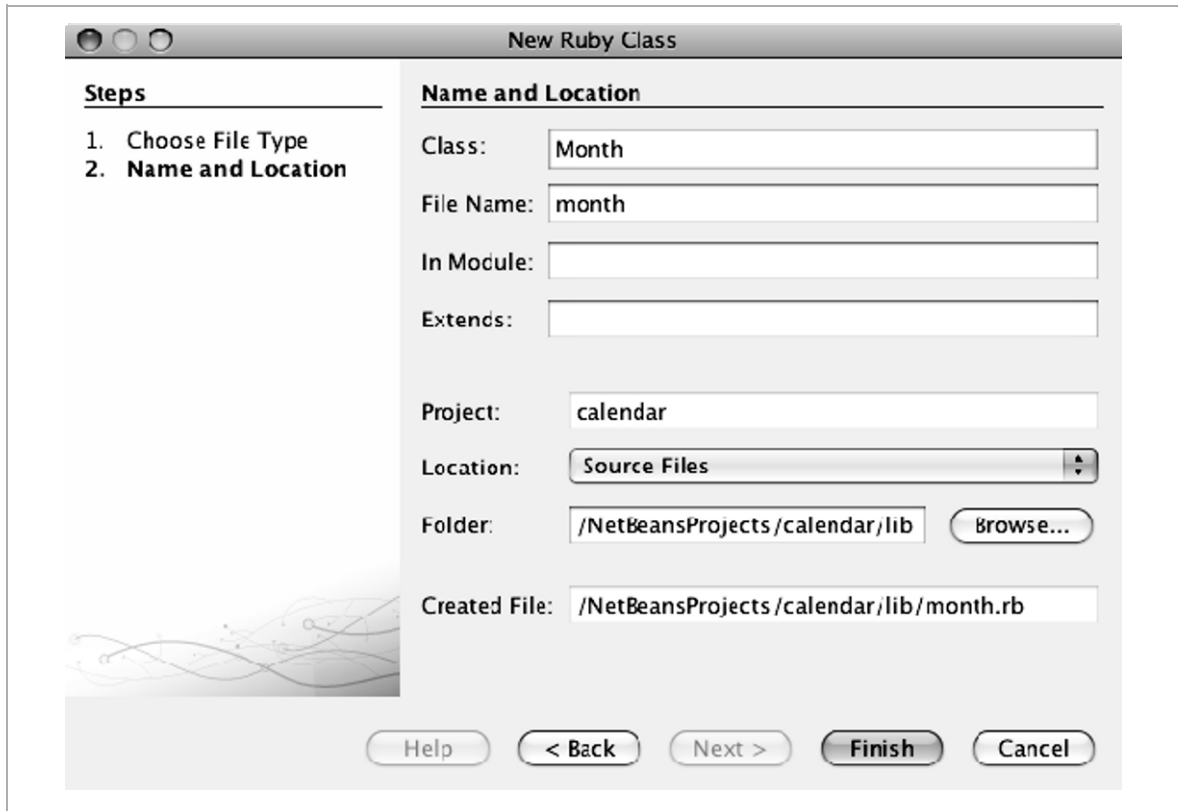 New Ruby Class
Steps
1. Choose File Type
2. Name and Location
Name and Location
Class: Month
File Name: month
In Module:
Extends:
Project: calendar
Location: Source Files
Folder: /NetBeansProjects/calendar/lib Browse...
Created File: /NetBeansProjects/calendar/lib/month.rb
Help < Back Next > Finish Cancel